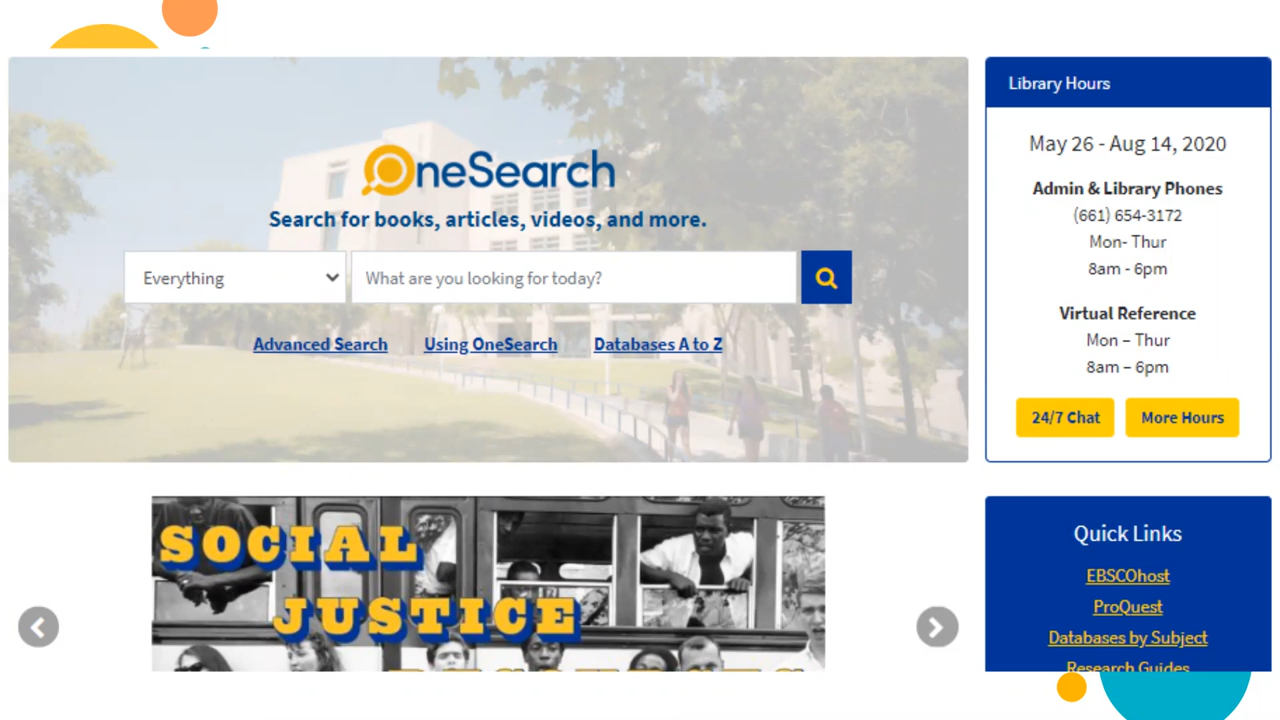 OneSearch
Search for books, articles, videos, and more.
Everything
What are you looking for today?
Advanced Search
Using OneSearch
Databases A to Z
Library Hours
May 26 - Aug 14, 2020
Admin & Library Phones
(661) 654-3172
Mon- Thur
8am - 6pm
Virtual Reference
Mon – Thur
8am – 6pm
24/7 Chat
More Hours
SOCIAL
JUSTICE
Quick Links
EBSCOhost
ProQuest
Databases by Subject
Research Guides